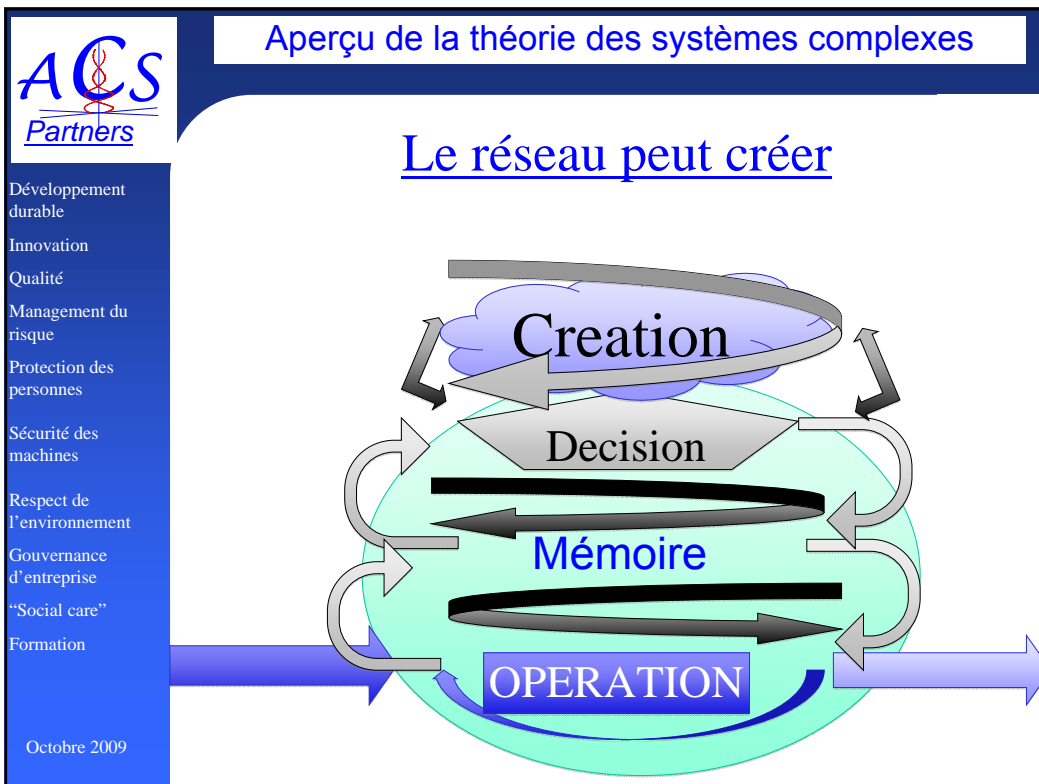 Aperçu de la théorie des systèmes complexes
ACS
Partners
Développement
durable
Innovation
Qualité
Management du
risque
Protection des
personnes
Sécurité des
machines
Respect de
l’environnement
Gouvernance
d’entreprise
“Social care”
Formation
Octobre 2009
Le réseau peut créer
Creation
Decision
Mémoire
OPERATION